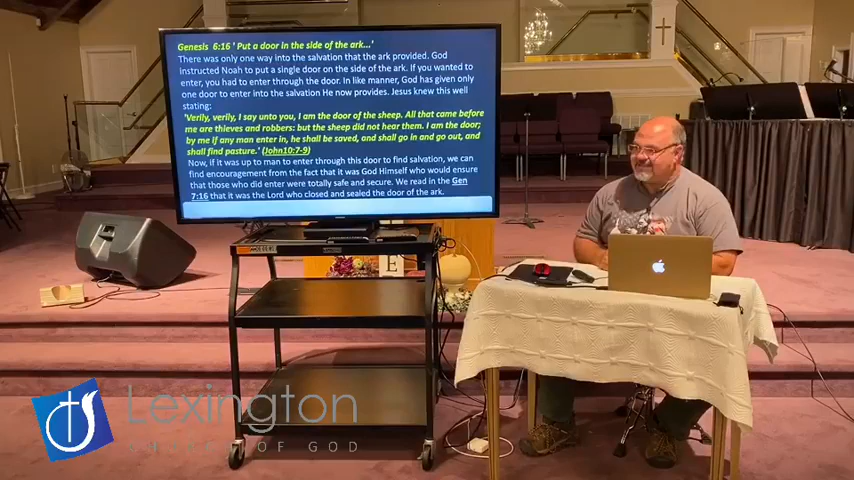 Genesis 6:16 ' Put a door in the side of the ark...'
There was only one way into the salvation that the ark provided. God
instructed Noah to put a single door on the side of the ark. If you wanted to
enter, you had to enter through the door. In like manner, God has given only
one door to enter into the Salvation He now provides. Jesus knew this well
stating:
'Verily, verily, I say unto you, I am the door of the sheep. All that came before
me are thieves and robbers: but the sheep did not hear them. I am the door;
by me if any man enter in, he shall be saved, and shall go in and go out, and
shall find pasture.' (John10:7-9)
Now, if it was up to man to enter through this door to find salvation, we can
find encouragement from the fact that it was God Himself who would ensure
that those who did enter were totally safe and secure. We read in the Gen
7:16 that it was the Lord who closed and sealed the door of the ark.
E
Lexington
CHURCH OF GOD